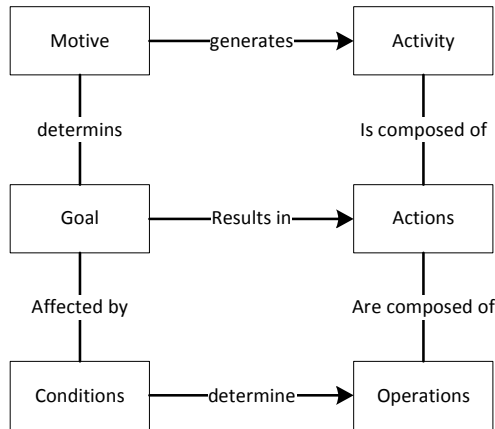 Motive
generates
Activity
determins
Is composed of
Goal
Results in
Actions
Affected by
Are composed of
Conditions
determine
Operations